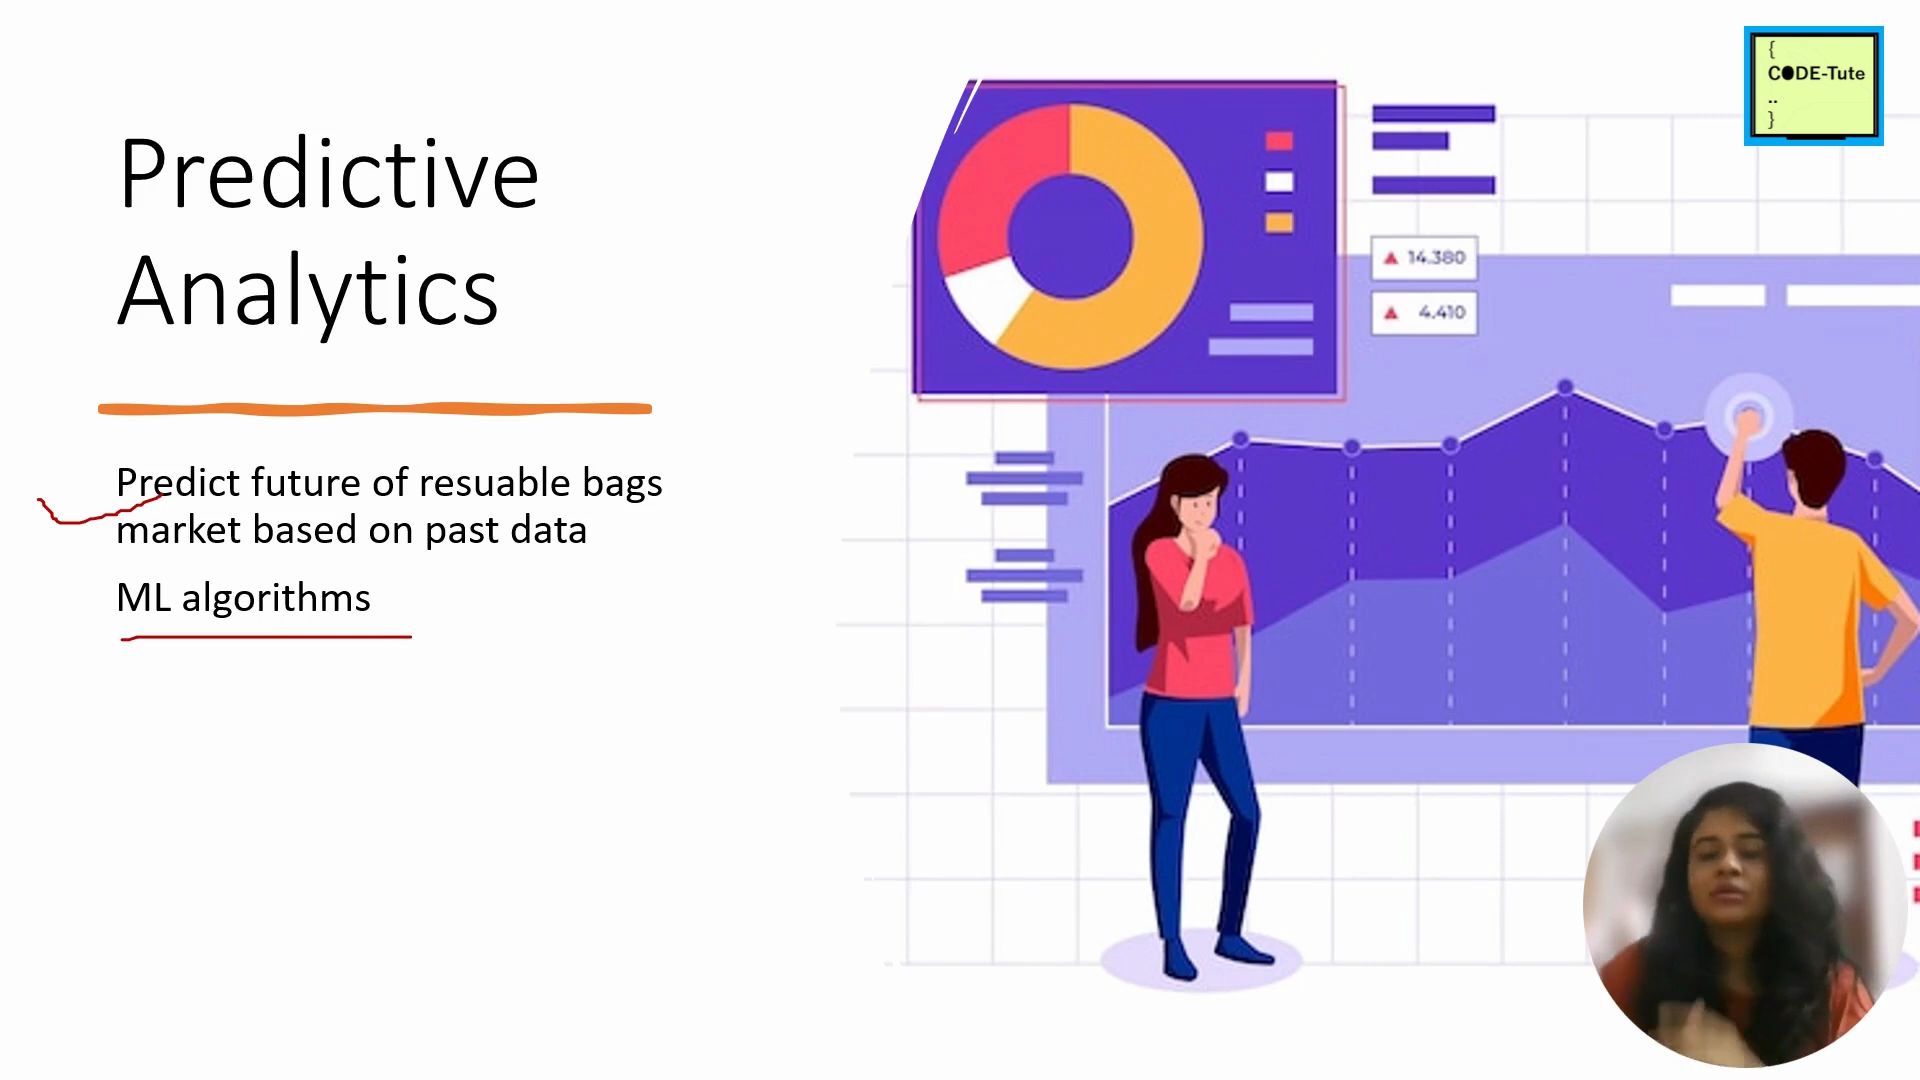 Predictive
Analytics
Predict future of resuable bags
market based on past data
ML algorithms
{
CODE-Tute
..
}
14.380
4.410